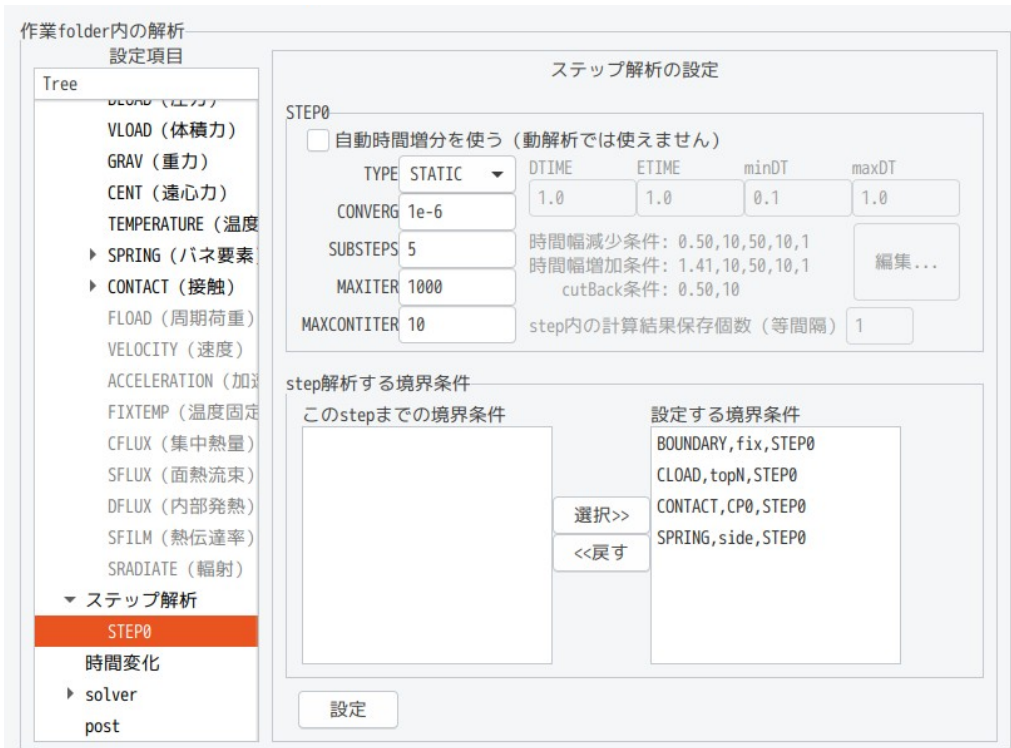 作業folder内の解析
設定項目
Tree
DLOAD (圧力)
VLOAD (体積力)
GRAV (重力)
CENT (遠心力)
TEMPERATURE (温度
SPRING (バネ要素
CONTACT (接触)
FLOAD (周期荷重)
VELOCITY (速度)
ACCELERATION (加速
FIXTEMP (温度固定
CFLUX (集中熱量)
SFLUX (面熱流束)
DFLUX (内部発熱)
SFILM (熱伝達率)
SRADIATE (輻射)
ステップ解析
STEP0
時間変化
solver
post
ステップ解析の設定
STEP0
自動時間増分を使う (動解析では使えません)
TYPE STATIC
CONVERG 1e-6
SUBSTEPS 5
MAXITER 1000
MAXCONTITER 10
DTIME ETIME minDT maxDT
1.0 1.0 0.1 1.0
時間幅減少条件: 0.50,10,50,10,1
時間幅増加条件: 1.41,10,50,10,1
cutBack条件: 0.50,10
編集...
step内の計算結果保存個数 (等間隔) 1
step解析する境界条件
このstepまでの境界条件
選択>>
<<戻す
設定する境界条件
BOUNDARY,fix,STEP0
CLOAD,topN,STEP0
CONTACT,CP0,STEP0
SPRING,side,STEP0
設定